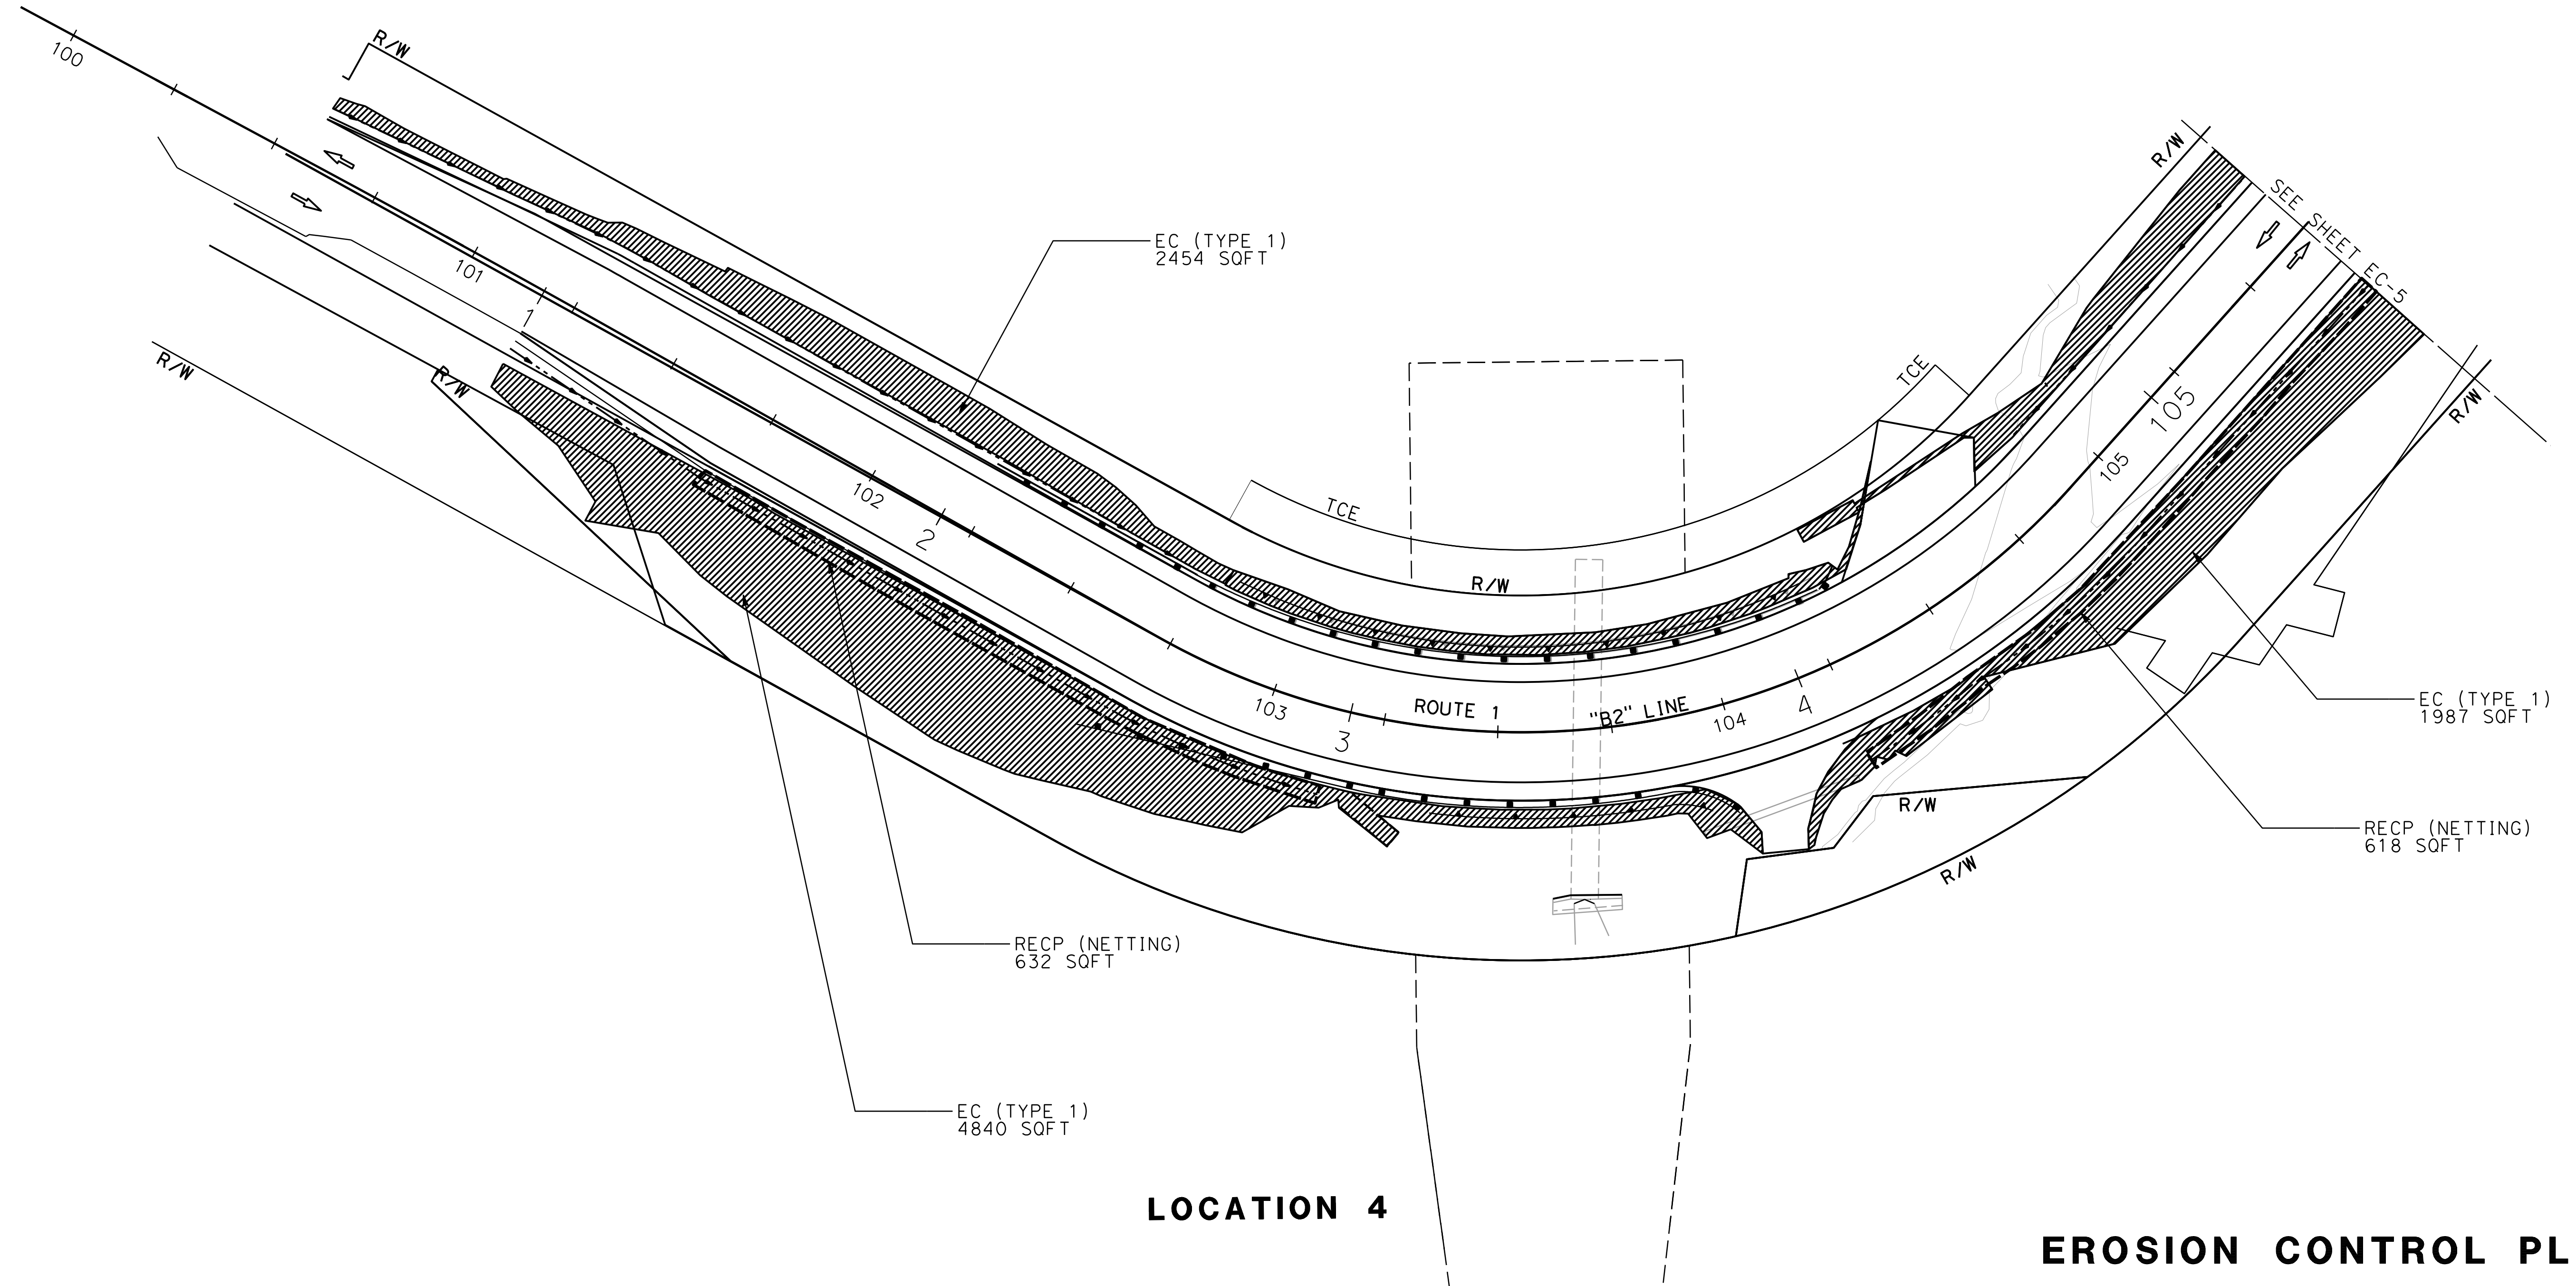 100
R/W
R/W
SEE SHEET EC-5
EC (TYPE 1)
2454 SQFT
101
1
R/W
R/W
TCE
R/W
105
105
102
2
TCE
R/W
103
3
ROUTE 1
"B2" LINE
104
4
EC (TYPE 1)
1987 SQFT
R/W
RECP (NETTING)
618 SQFT
R/W
RECP (NETTING)
632 SQFT
EC (TYPE 1)
4840 SQFT
LOCATION 4
EROSION CONTROL PL